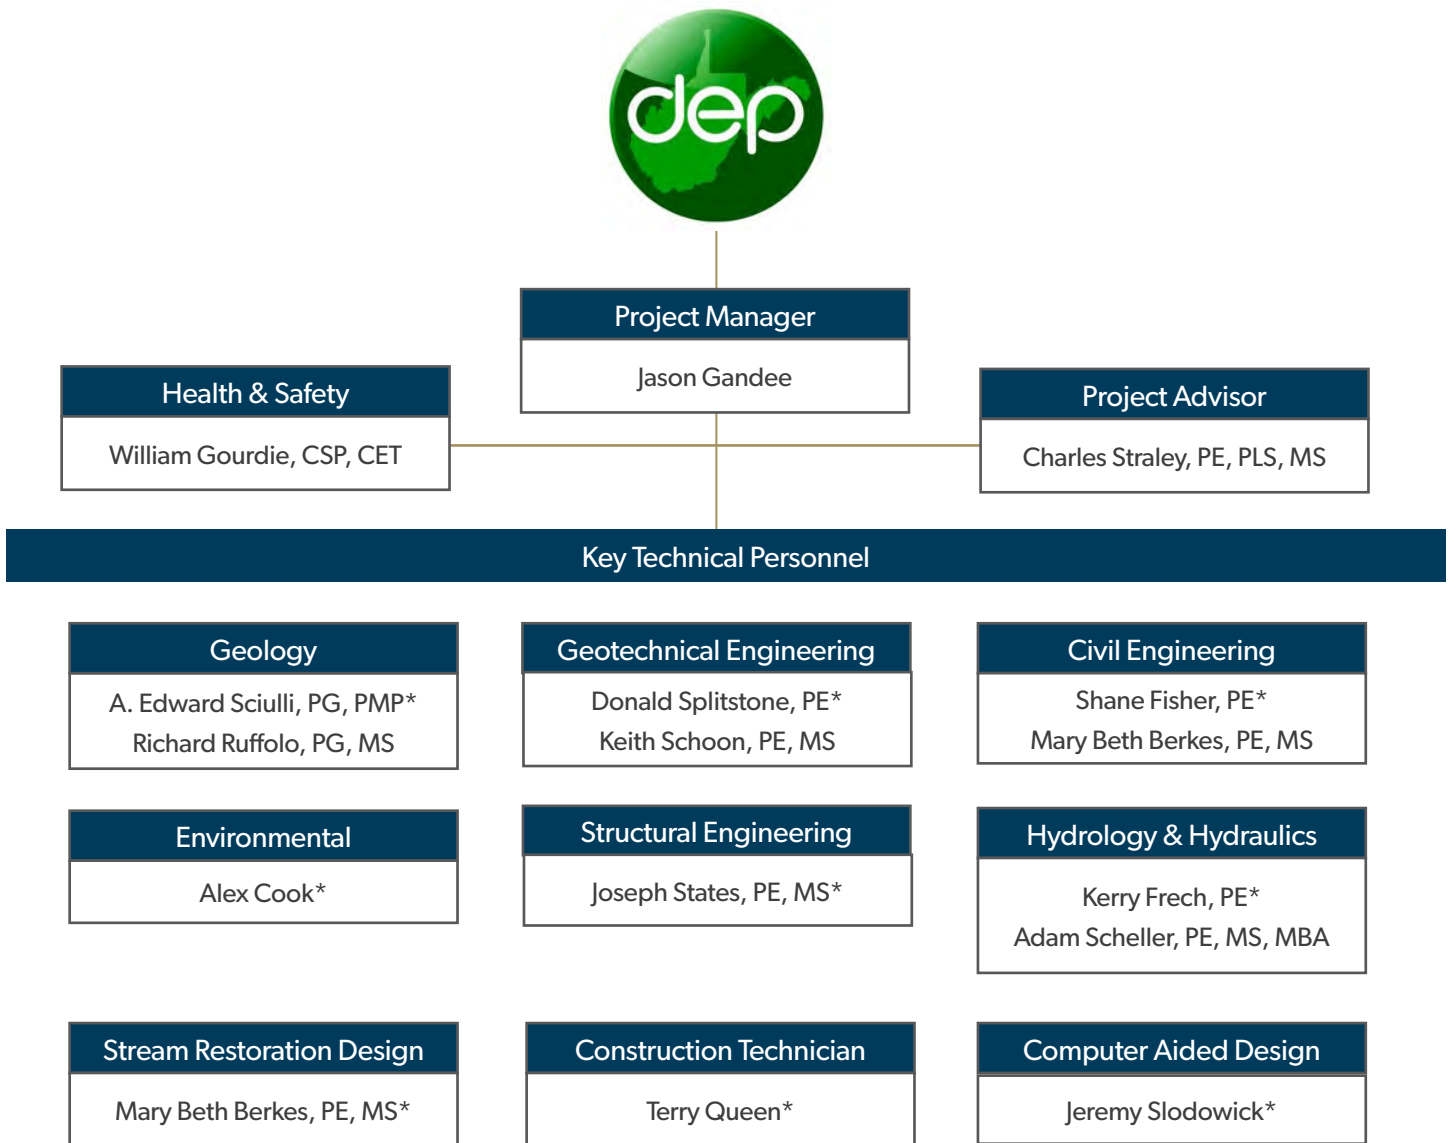 dep
Project Manager
Jason Gandee
Health & Safety
William Gourdie, CSP, CET
Project Advisor
Charles Straley, PE, PLS, MS
Key Technical Personnel
Geology
A. Edward Sciulli, PG, PMP*
Richard Ruffolo, PG, MS
Geotechnical Engineering
Donald Splitstone, PE*
Keith Schoon, PE, MS
Civil Engineering
Shane Fisher, PE*
Mary Beth Berkes, PE, MS
Environmental
Alex Cook*
Structural Engineering
Joseph States, PE, MS*
Hydrology & Hydraulics
Kerry Frech, PE*
Adam Scheller, PE, MS, MBA
Stream Restoration Design
Mary Beth Berkes, PE, MS*
Construction Technician
Terry Queen*
Computer Aided Design
Jeremy Slodowick*